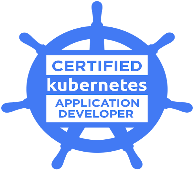 CERTIFIED
kubernetes
APPLICATION
DEVELOPER